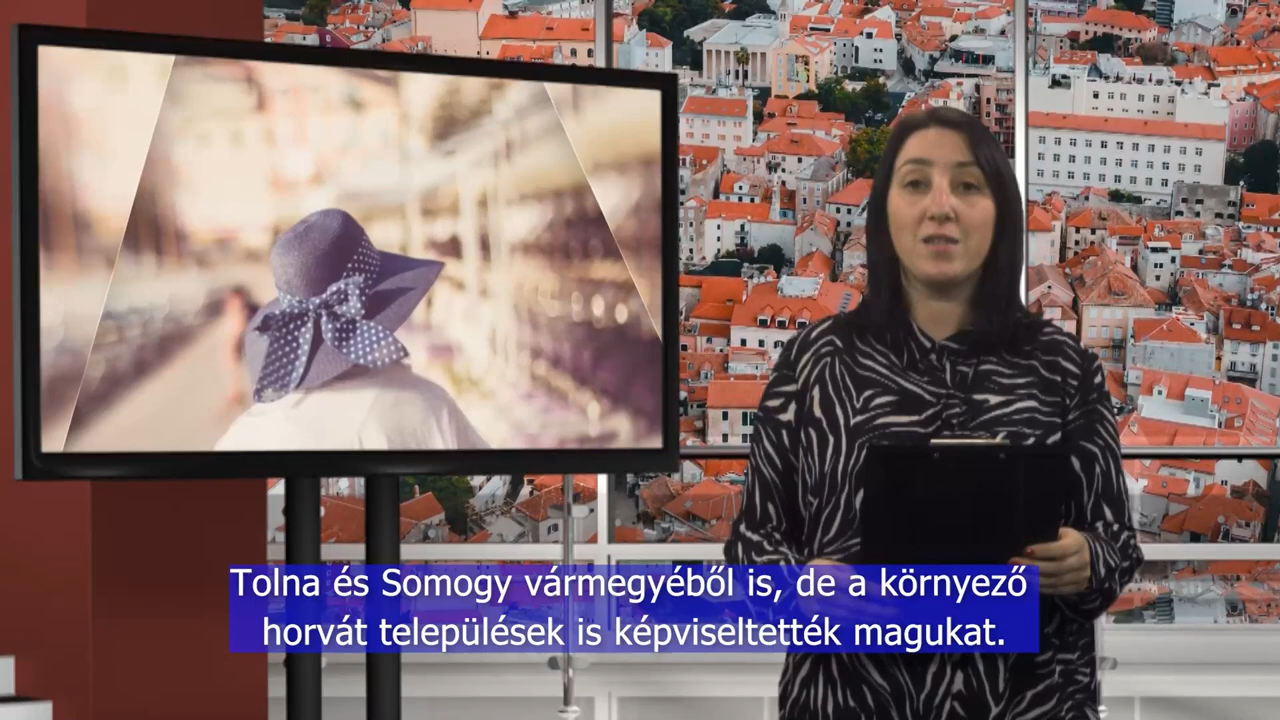 Tolna és Somogy vármegyéből is, de a környező
horvát települések is képviseltették magukat.